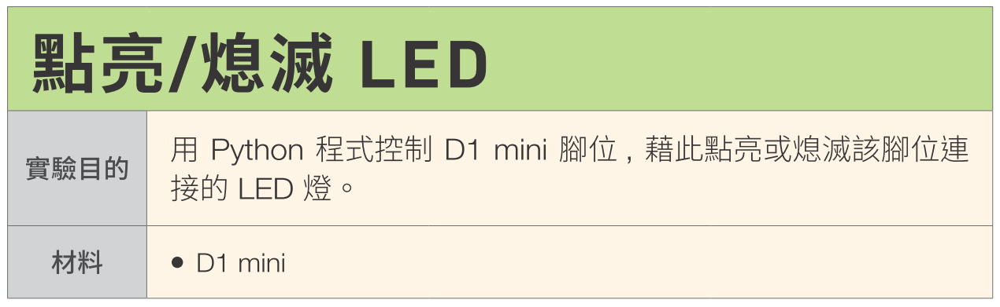 點亮/熄滅 LED
實驗目的
用 Python 程式控制 D1 mini 腳位，藉此點亮或熄滅該腳位連
接的 LED 燈。
材料
● D1 mini